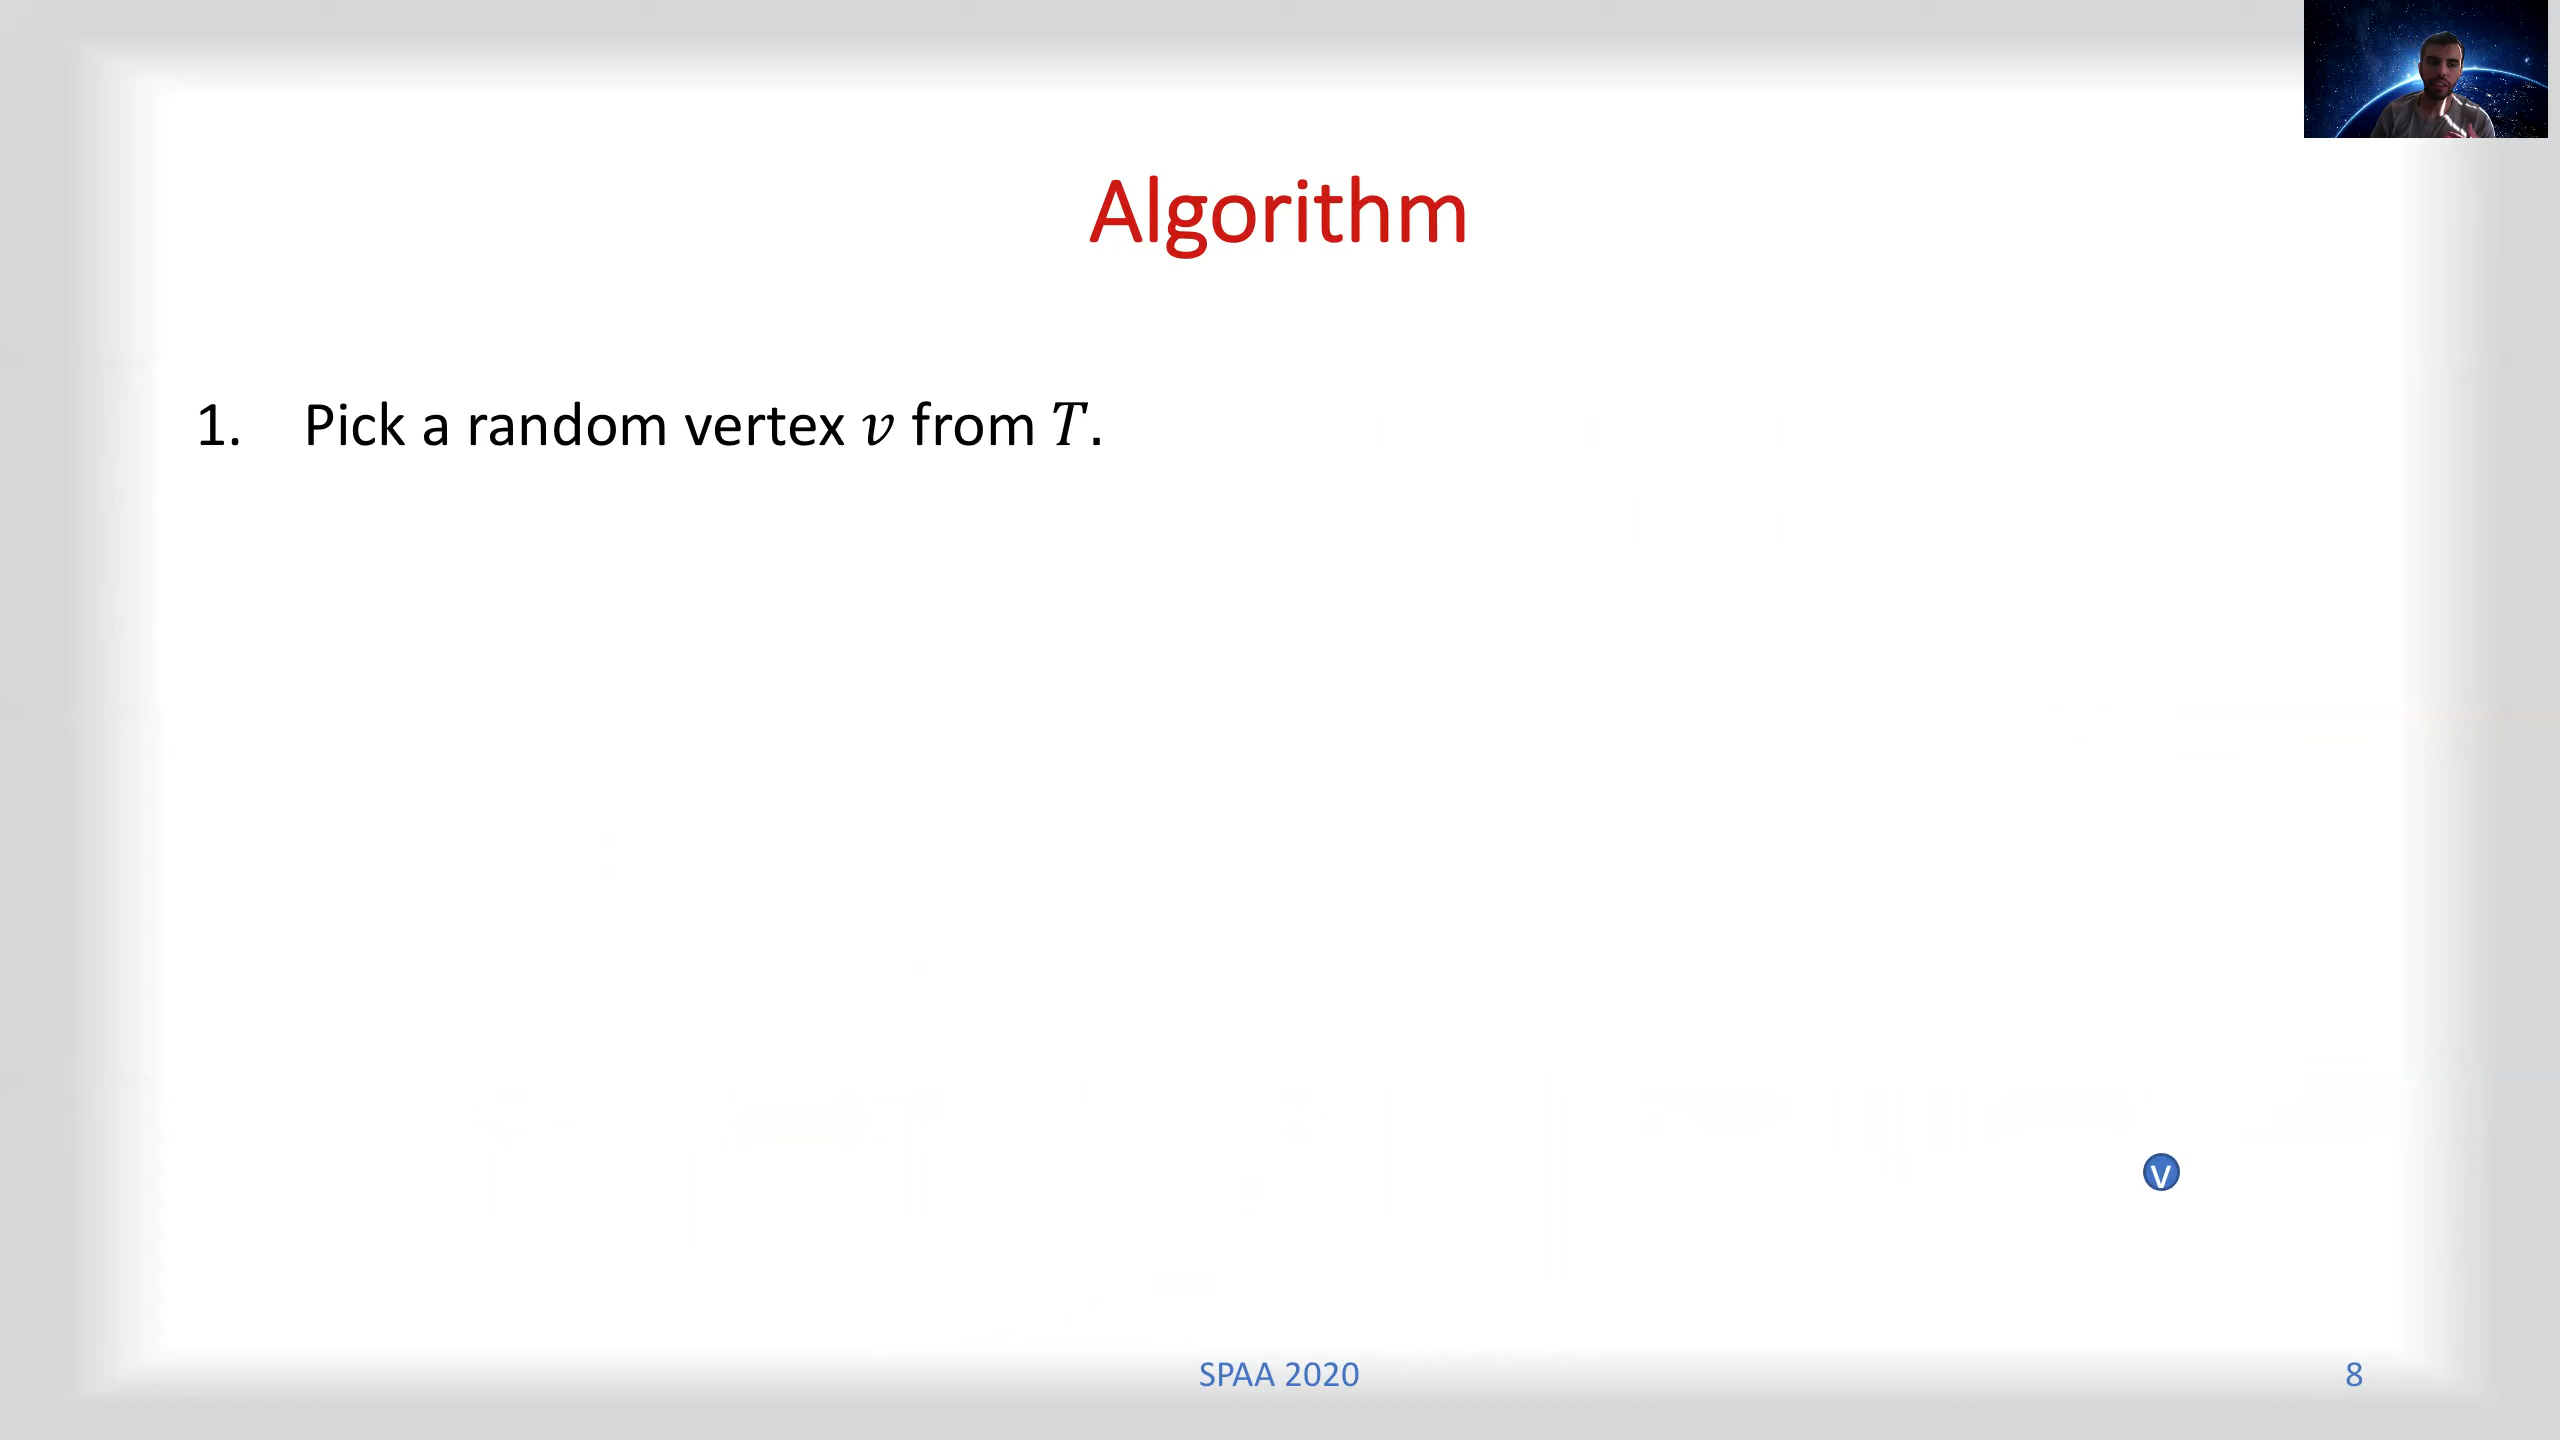 Algorithm
1. Pick a random vertex 𝑣 from 𝑇.
v
SPAA 2020
8